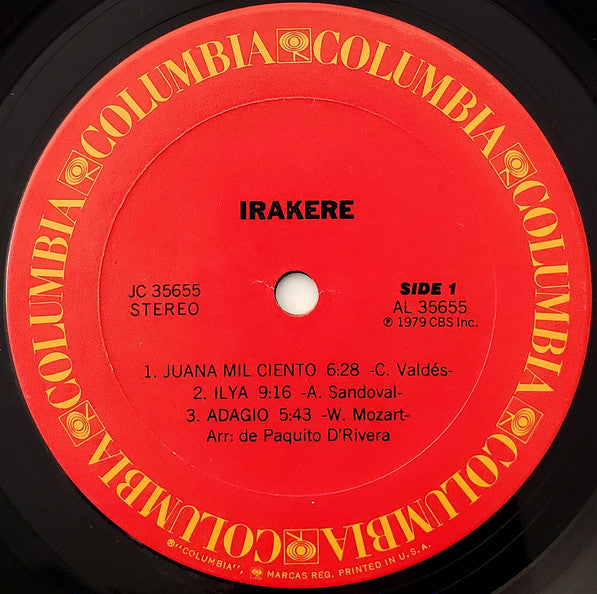 COLUMBIA COLUMBIA COLUMBIA COLUMBIA COLUMBIA COLUMBIA COLUMBIA COLUMBIA
IRAKERE
JC 35655
STEREO
SIDE 1
AL 35655
℗ 1979 CBS Inc.
1. JUANA MIL CIENTO 6:28 -C. Valdés-
2. ILYA 9:16 -A. Sandoval-
3. ADAGIO 5:43 -W. Mozart-
Arr: de Paquito D'Rivera
®"COLUMBIA", MARCAS REG. PRINTED IN U.S.A.